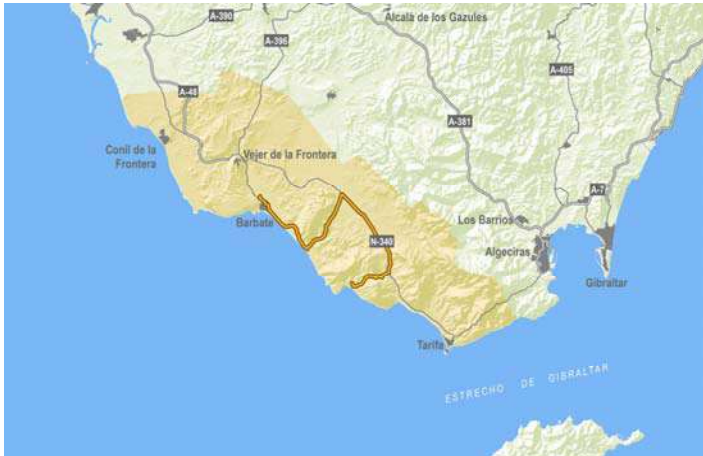 A-390
Alcalá de los Gazules
A-396
A-405
A-48
A-381
Conil de la
Frontera
Vejer de la Frontera
A-7
Barbate
Los Barrios
N-340
Algeciras
Gibraltar
Tarifa
ESTRECHO DE GIBRALTAR